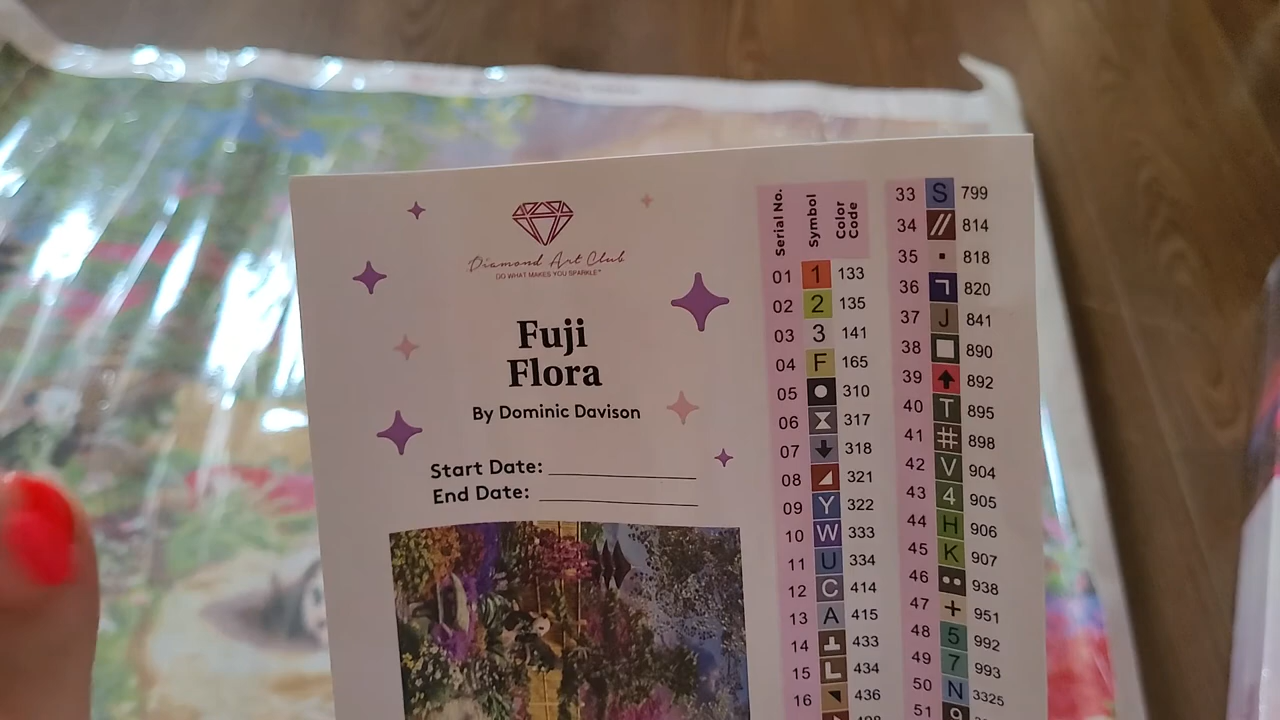 Diamond Art Club
DO WHAT MAKES YOU SPARKLE™
Fuji
Flora
By Dominic Davison
Start Date:
End Date:
Serial No. Symbol Color Code
01 1 133
02 2 135
03 3 141
04 F 165
05 310
06 317
07 318
08 321
09 Y 322
10 W 333
11 U 334
12 C 414
13 A 415
14 433
15 L 434
16 436
33 S 799
34 // 814
35 818
36 820
37 J 841
38 890
39 892
40 T 895
41 # 898
42 V 904
43 4 905
44 H 906
45 K 907
46 938
47 + 951
48 5 992
49 7 993
50 N 3325
51 9